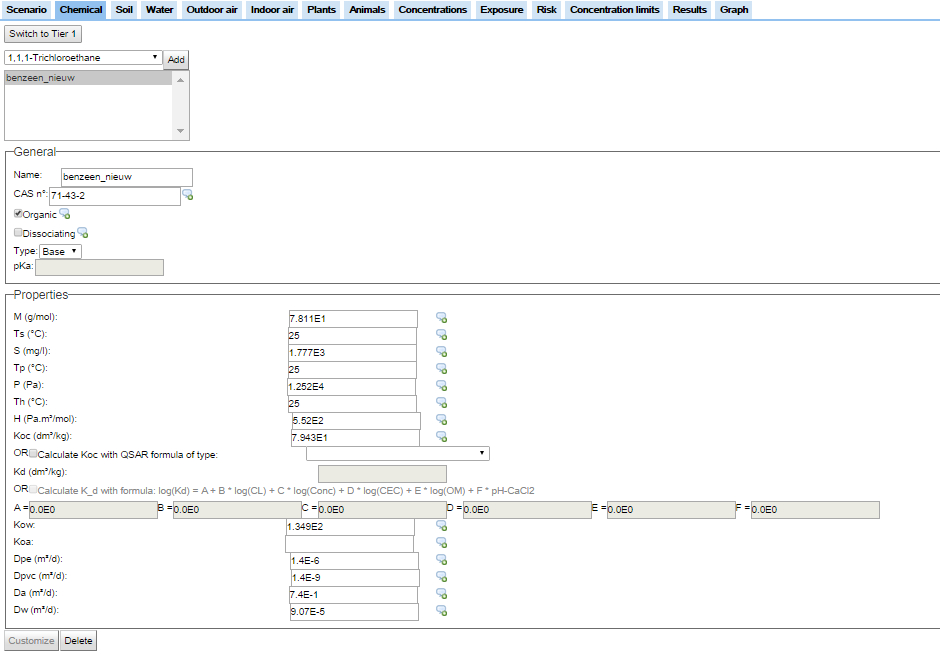 Scenario Chemical Soil Water Outdoor air Indoor air Plants Animals Concentrations Exposure Risk Concentration limits Results Graph
Switch to Tier 1
1,1,1-Trichloroethane Add
benzeen_nieuw
General
Name: benzeen_nieuw
CAS n°: 71-43-2
Organic
Dissociating
Type: Base
pKa:
Properties
M (g/mol): 7.811E1
Ts (°C): 25
S (mg/l): 1.777E3
Tp (°C): 25
P (Pa): 1.252E4
Th (°C): 25
H (Pa.m³/mol): 5.52E2
Koc (dm³/kg): 7.943E1
OR Calculate Koc with QSAR formula of type:
Kd (dm³/kg):
OR Calculate K_d with formula: log(Kd) = A + B * log(CL) + C * log(Conc) + D * log(CEC) + E * log(OM) + F * pH-CaCl2
A = 0.0E0 B = 0.0E0 C = 0.0E0 D = 0.0E0 E = 0.0E0 F = 0.0E0
Kow: 1.349E2
Koa:
Dpe (m²/d): 1.4E-6
Dpvc (m²/d): 1.4E-9
Da (m²/d): 7.4E-1
Dw (m²/d): 9.07E-5
Customize Delete